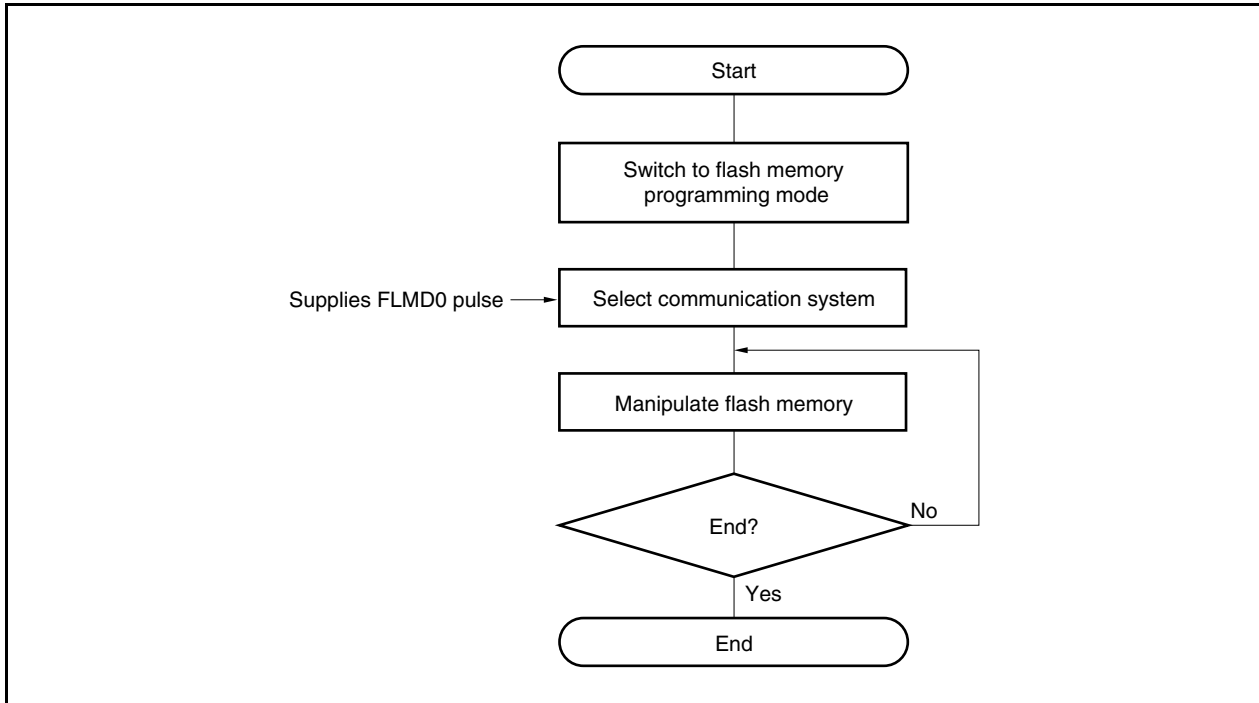 Start
Switch to flash memory
programming mode
Supplies FLMD0 pulse
Select communication system
Manipulate flash memory
End?
No
Yes
End